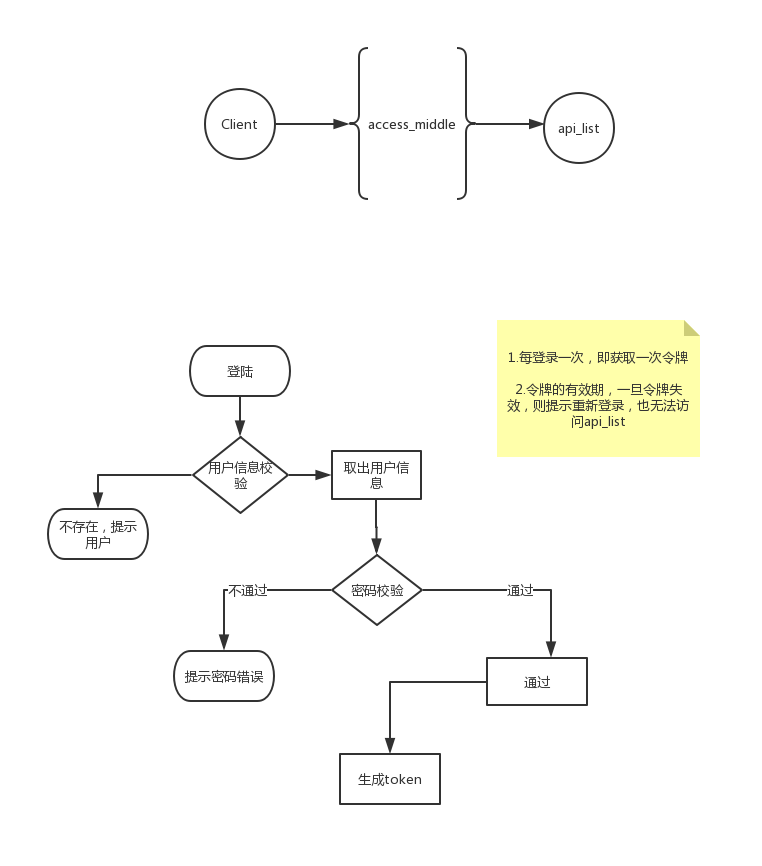 Client
access_middle
api_list
1.每登录一次，即获取一次令牌
2.令牌的有效期，一旦令牌失
效，则提示重新登录，也无法访
问api_list
登陆
用户信息校
验
取出用户信
息
不存在，提示
用户
不通过
密码校验
通过
提示密码错误
通过
生成token